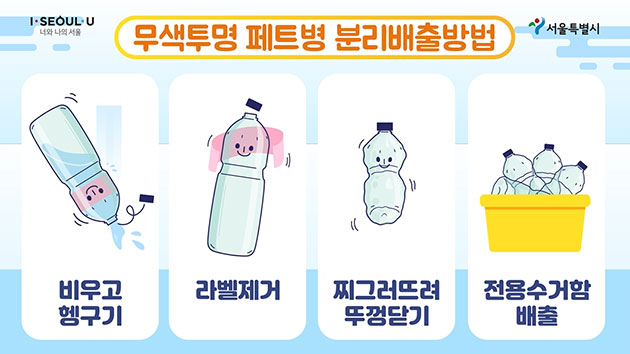 I·SEOUL·U
너와 나의 서울
무색투명 페트병 분리배출방법
서울특별시
비우고
헹구기
라벨제거
찌그러뜨려
뚜껑닫기
전용수거함
배출